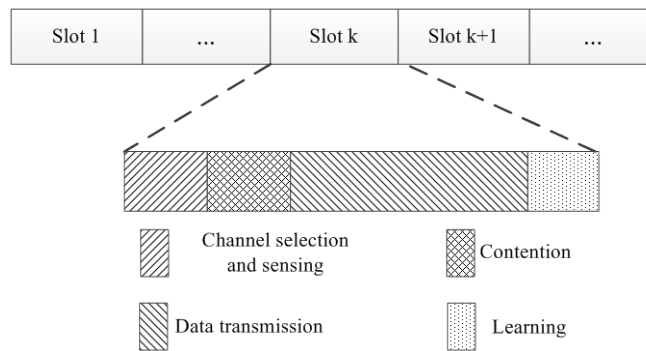 Slot 1
...
Slot k
Slot k+1
...
Channel selection
and sensing
Contention
Data transmission
Learning